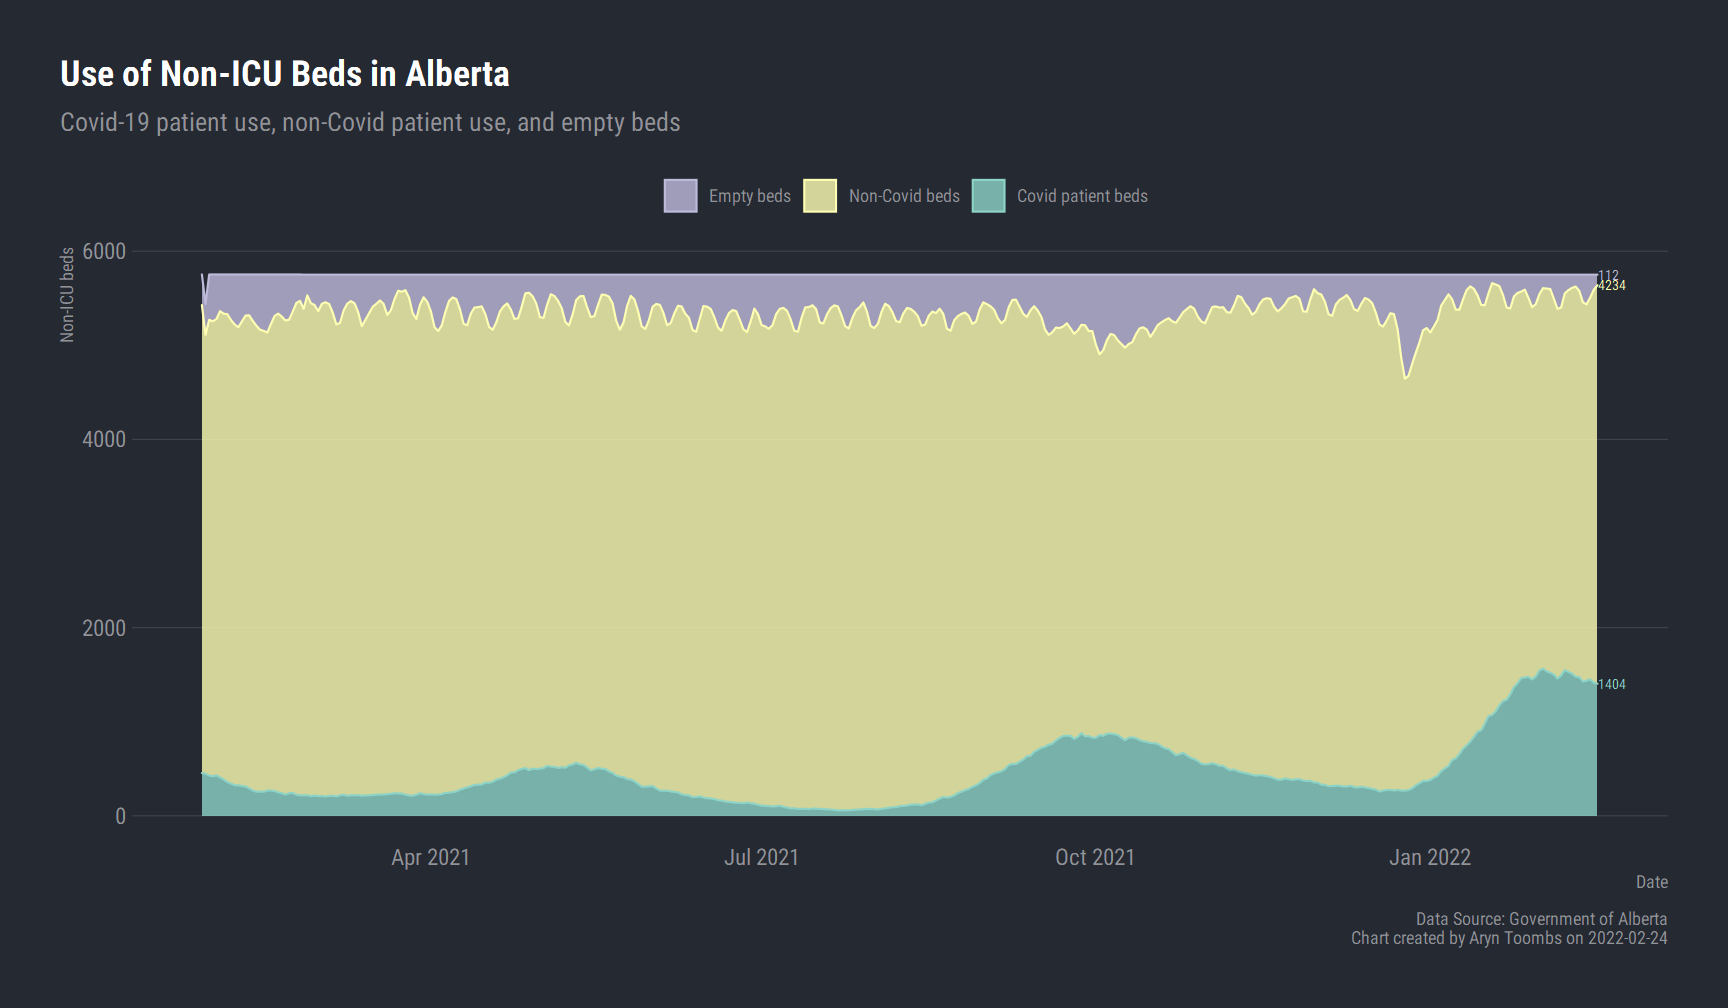 Use of Non-ICU Beds in Alberta
Covid-19 patient use, non-Covid patient use, and empty beds
Empty beds Non-Covid beds Covid patient beds
Non-ICU beds
6000
4000
2000
0
112
4234
1404
Apr 2021 Jul 2021 Oct 2021 Jan 2022
Date
Data Source: Government of Alberta
Chart created by Aryn Toombs on 2022-02-24